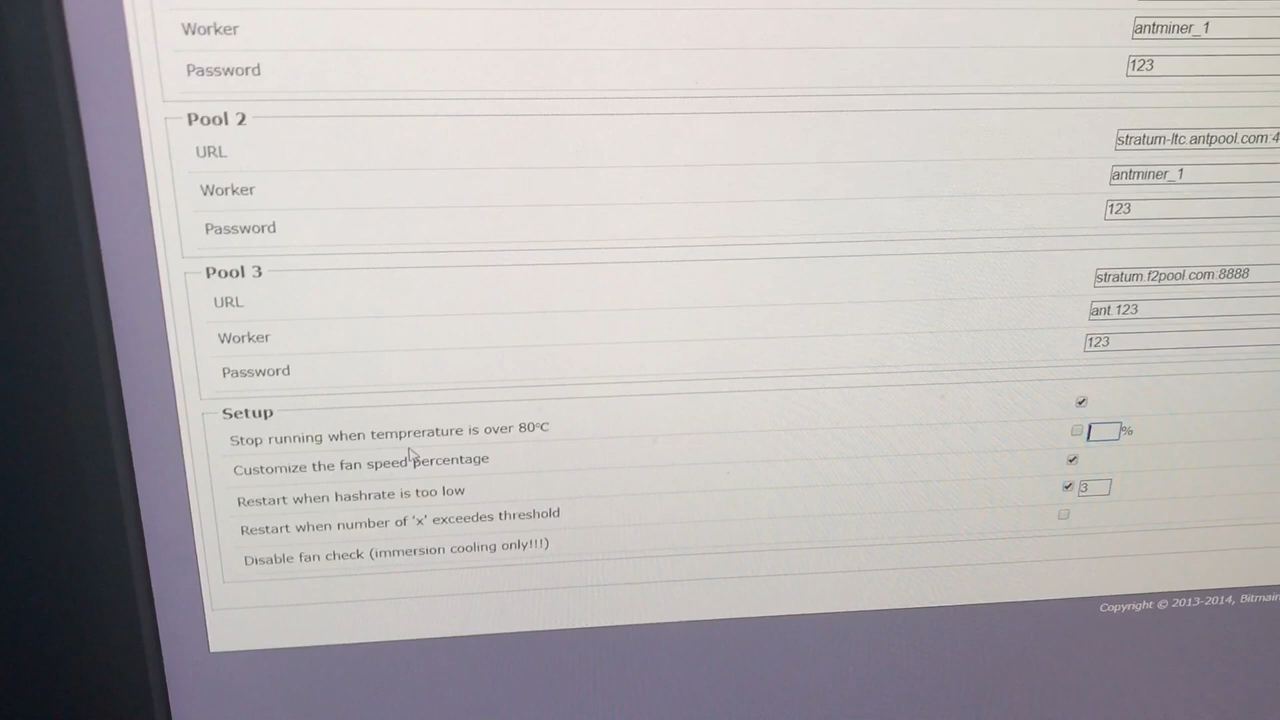 Worker antminer_1
Password 123
Pool 2
URL stratum-ltc.antpool.com:4
Worker antminer_1
Password 123
Pool 3
URL stratum.f2pool.com:8888
Worker ant.123
Password 123
Setup
Stop running when temprerature is over 80°C
Customize the fan speed percentage %
Restart when hashrate is too low
Restart when number of 'x' exceedes threshold 3
Disable fan check (immersion cooling only!!!)
Copyright © 2013-2014, Bitmain